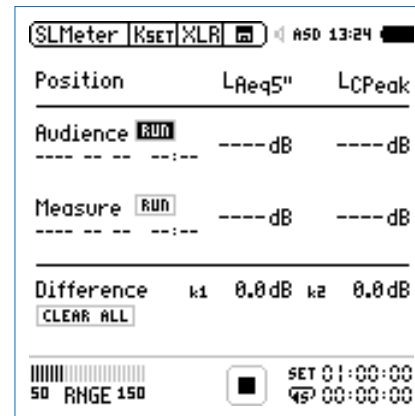 SLMeter KSET XLR ASD 13:24
Position LAeq5" LCPeak
Audience RUN ----dB ----dB
---- -- -- --:--
Measure RUN ----dB ----dB
---- -- -- --:--
Difference k1 0.0dB k2 0.0dB
CLEAR ALL
SET 01:00:00
50 RNGE 150 00:00:00